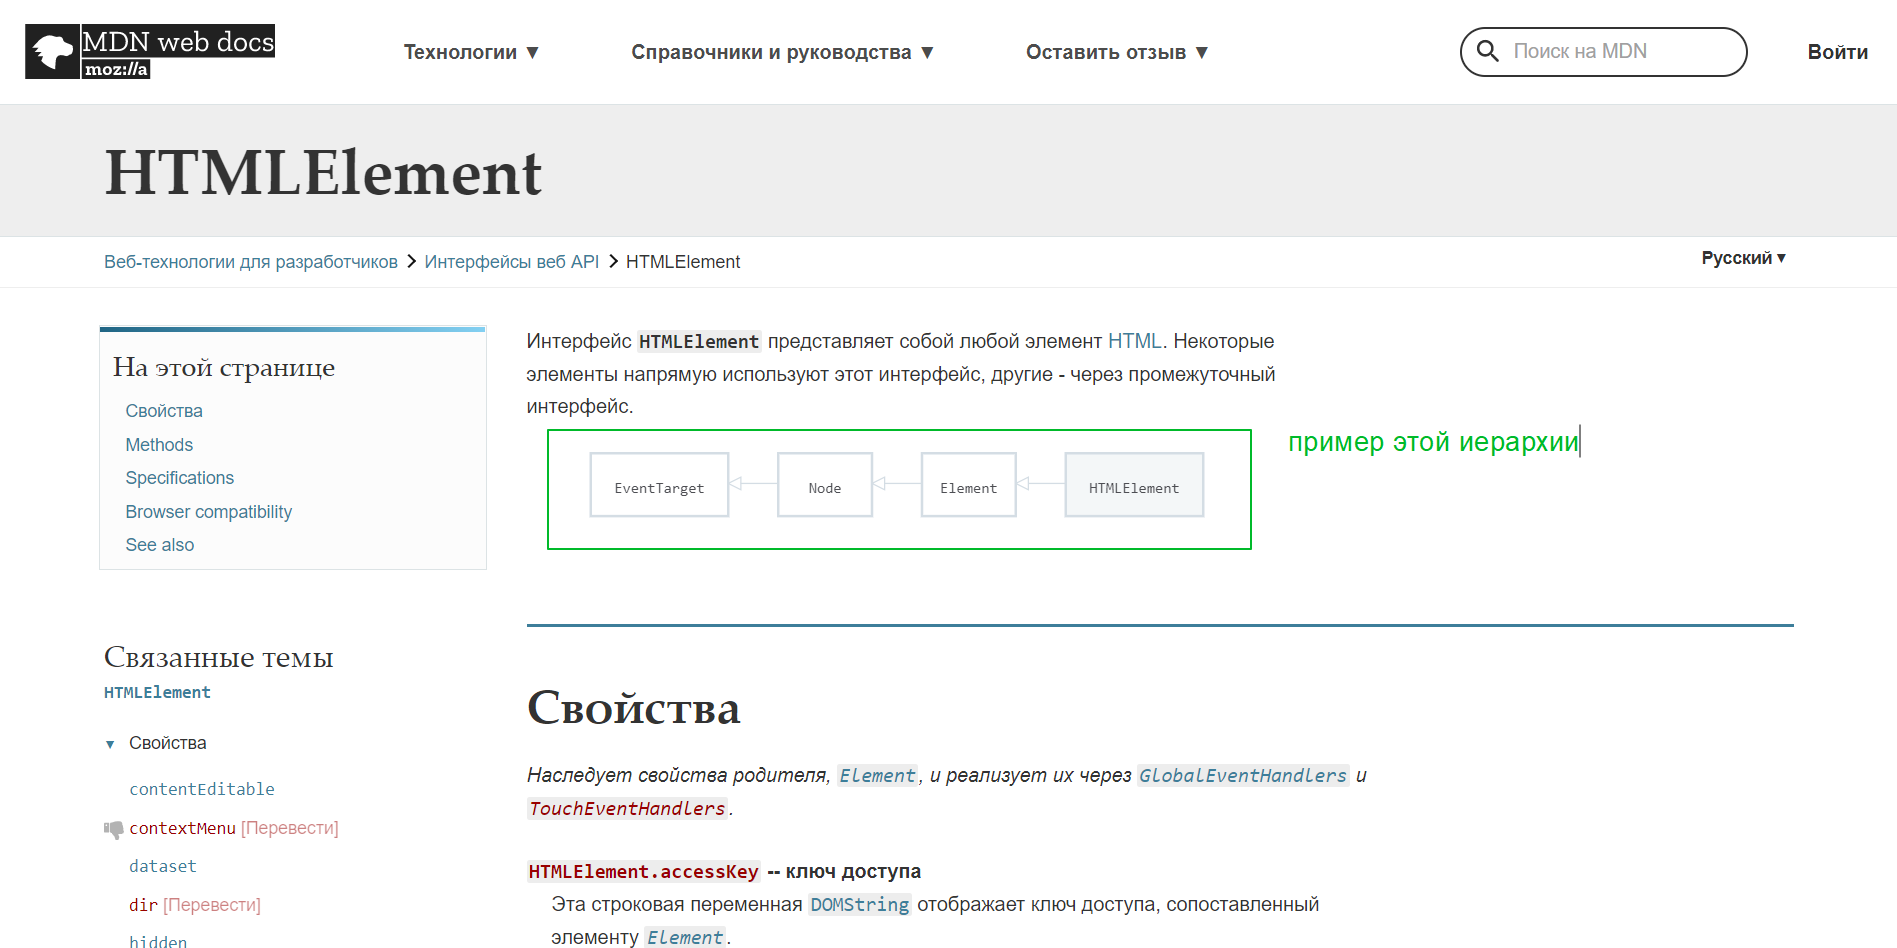 MDN web docs
moz://a
Технологии ▼
Справочники и руководства ▼
Оставить отзыв ▼
Поиск на MDN
Войти
HTMLElement
Веб-технологии для разработчиков > Интерфейсы веб API > HTMLElement
Русский ▾
На этой странице
Свойства
Methods
Specifications
Browser compatibility
See also
Связанные темы
HTMLElement
▼ Свойства
contentEditable
contextMenu [Перевести]
dataset
dir [Перевести]
hidden
Интерфейс HTMLElement представляет собой любой элемент HTML. Некоторые
элементы напрямую используют этот интерфейс, другие - через промежуточный
интерфейс.
EventTarget
Node
Element
HTMLElement
пример этой иерархии
Свойства
Наследует свойства родителя, Element, и реализует их через GlobalEventHandlers и
TouchEventHandlers.
HTMLElement.accessKey -- ключ доступа
Эта строковая переменная DOMString отображает ключ доступа, сопоставленный
элементу Element.